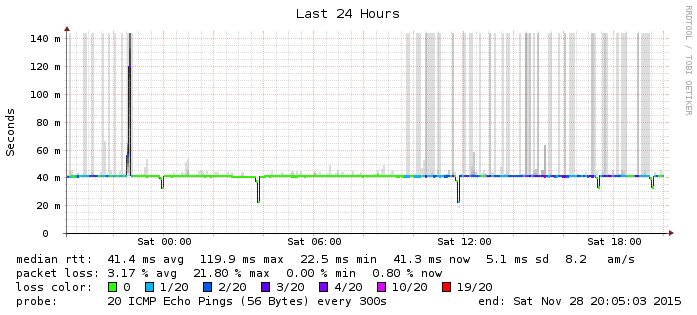 Last 24 Hours
RRDTOOL / TOBI OETIKER
Seconds
140 m
120 m
100 m
80 m
60 m
40 m
20 m
0
Sat 00:00 Sat 06:00 Sat 12:00 Sat 18:00
median rtt: 41.4 ms avg 119.9 ms max 22.5 ms min 41.3 ms now 5.1 ms sd 8.2 am/s
packet loss: 3.17 % avg 21.80 % max 0.00 % min 0.80 % now
loss color: 0 1/20 2/20 3/20 4/20 10/20 19/20
probe: 20 ICMP Echo Pings (56 Bytes) every 300s end: Sat Nov 28 20:05:03 2015